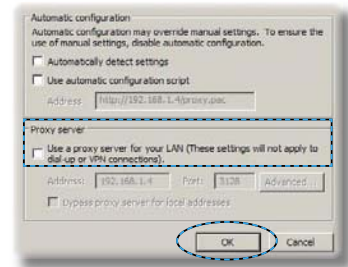 Automatic configuration
Automatic configuration may override manual settings. To ensure the
use of manual settings, disable automatic configuration.
Automatically detect settings
Use automatic configuration script
Address http://192.168.1.4/proxy.pac
Proxy server
Use a proxy server for your LAN (These settings will not apply to
dial-up or VPN connections).
Address: 192.168.1.4 Port: 3128 Advanced...
Bypass proxy server for local addresses
OK Cancel